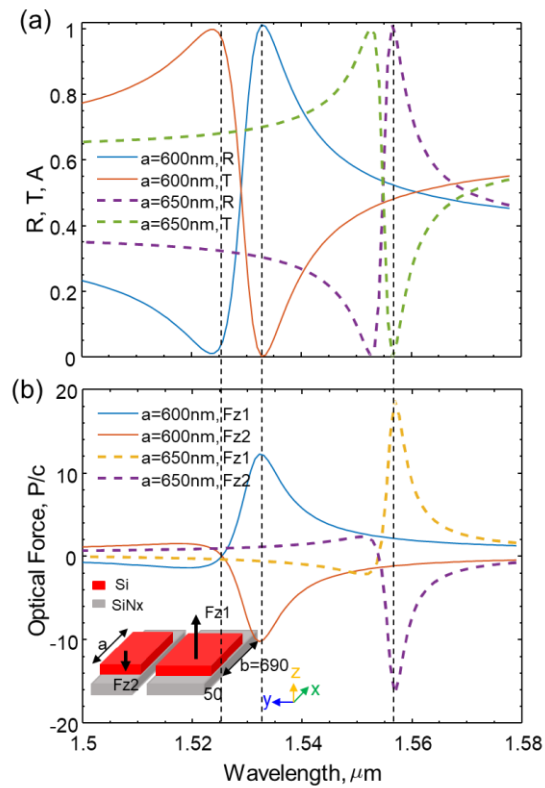 (a)
1
0.8
0.6
0.4
0.2
0
R, T, A
a=600nm, R
a=600nm, T
a=650nm, R
a=650nm, T
(b)
20
10
0
-10
-20
Optical Force, P/c
a=600nm, Fz1
a=600nm, Fz2
a=650nm, Fz1
a=650nm, Fz2
Si
SiNx
Fz1
a
Fz2
b=690
50
z
x
y
1.5
1.52
1.54
1.56
1.58
Wavelength, μm